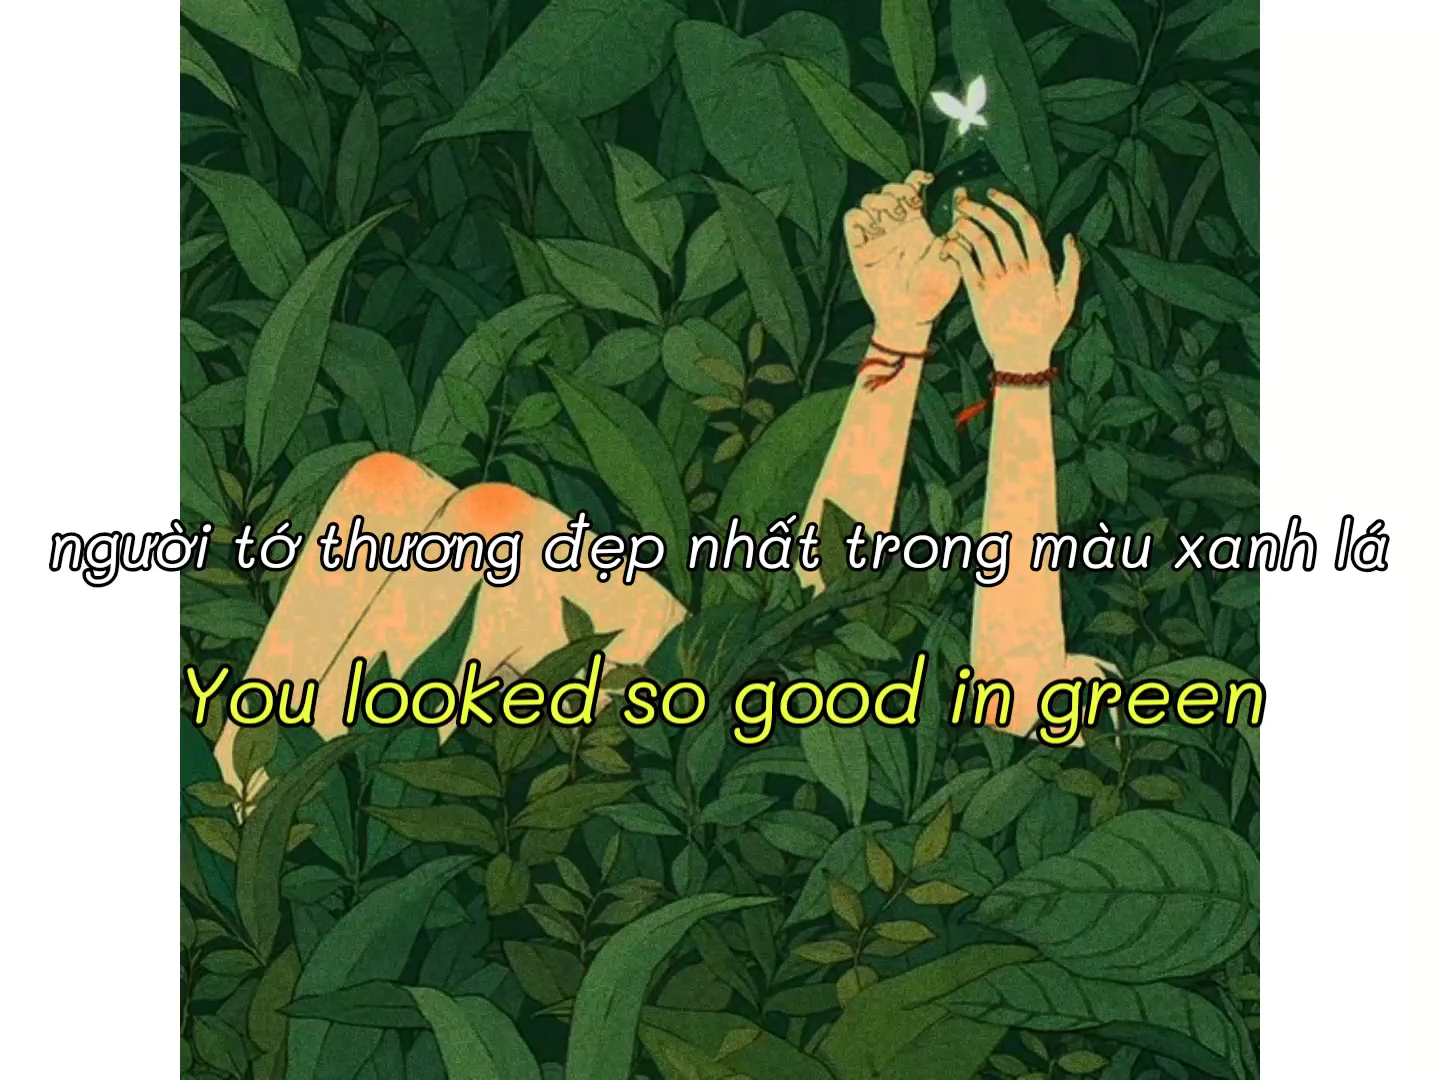 người tớ thương đẹp nhất trong màu xanh lá
You looked so good in green